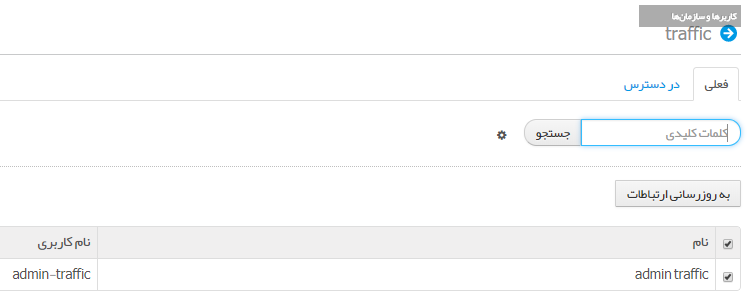 کاربرها و سازمان‌ها
traffic
فعلی در دسترس
کلمات کلیدی جستجو
به روزرسانی ارتباطات
نام نام کاربری
admin traffic admin-traffic